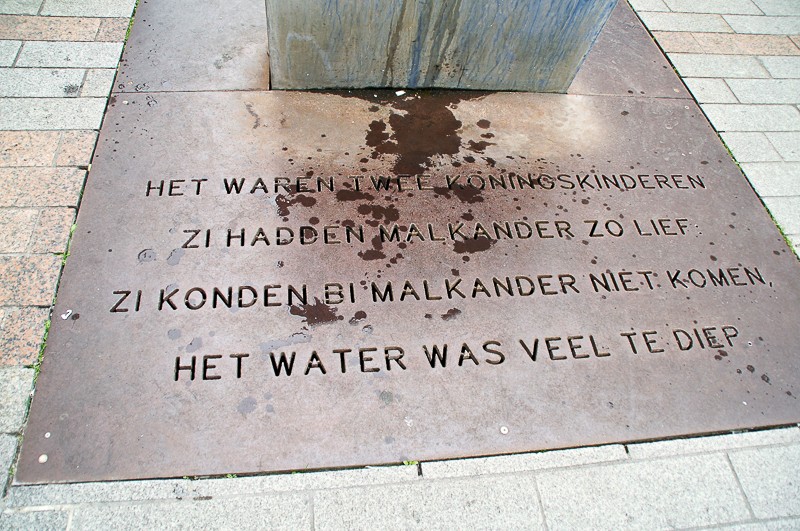 HET WAREN TWEE KONINGSKINDEREN
ZI HADDEN MALKANDER ZO LIEF:
ZI KONDEN BI MALKANDER NIET KOMEN,
HET WATER WAS VEEL TE DIEP.